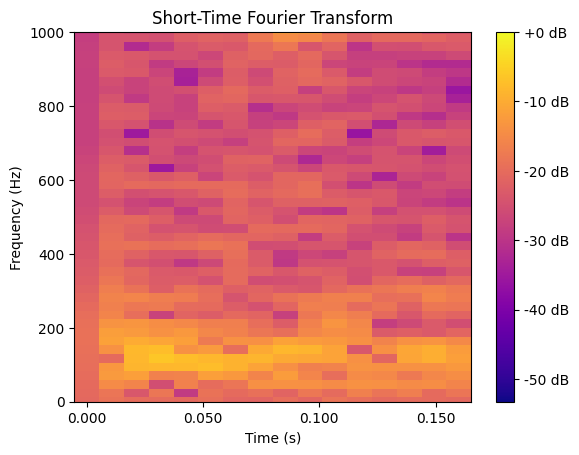 Short-Time Fourier Transform
1000
800
600
400
200
0
Frequency (Hz)
0.000
0.050
0.100
0.150
Time (s)
+0 dB
-10 dB
-20 dB
-30 dB
-40 dB
-50 dB